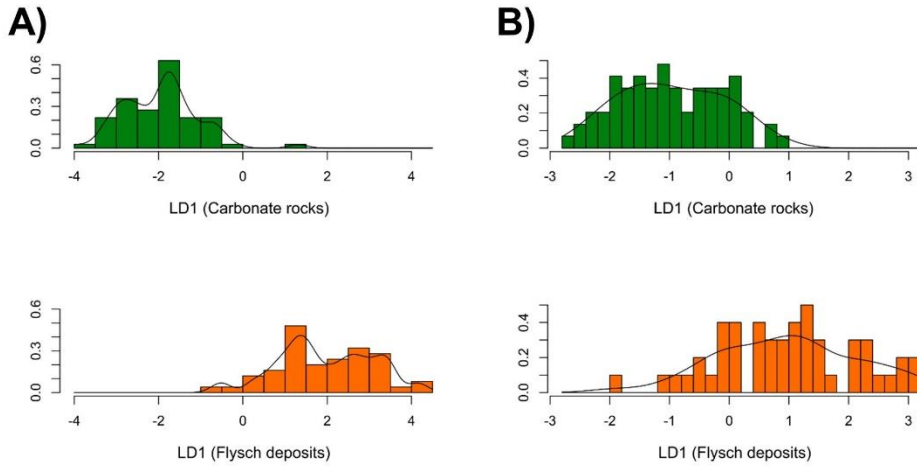 A)
B)
0.0 0.3 0.6
-4 -2 0 2 4
LD1 (Carbonate rocks)
0.0 0.2 0.4
-3 -2 -1 0 1 2 3
LD1 (Carbonate rocks)
0.0 0.3 0.6
-4 -2 0 2 4
LD1 (Flysch deposits)
0.0 0.2 0.4
-3 -2 -1 0 1 2 3
LD1 (Flysch deposits)